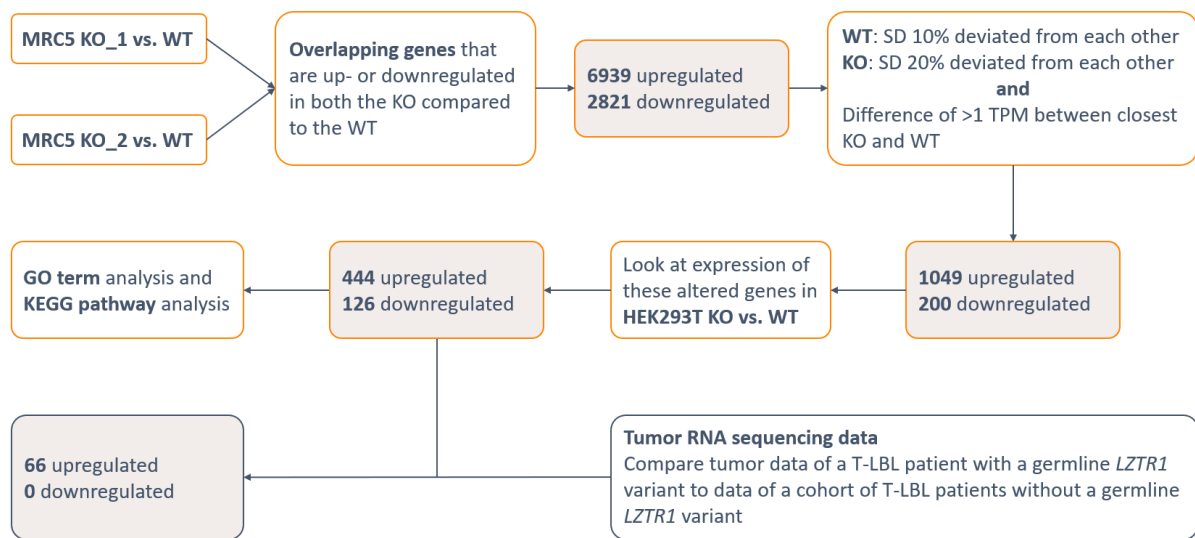 MRC5 KO_1 vs. WT
MRC5 KO_2 vs. WT
Overlapping genes that
are up- or downregulated
in both the KO compared
to the WT
6939 upregulated
2821 downregulated
WT: SD 10% deviated from each other
KO: SD 20% deviated from each other
and
Difference of >1 TPM between closest
KO and WT
1049 upregulated
200 downregulated
Look at expression of
these altered genes in
HEK293T KO vs. WT
444 upregulated
126 downregulated
GO term analysis and
KEGG pathway analysis
Tumor RNA sequencing data
Compare tumor data of a T-LBL patient with a germline LZTR1
variant to data of a cohort of T-LBL patients without a germline
LZTR1 variant
66 upregulated
0 downregulated